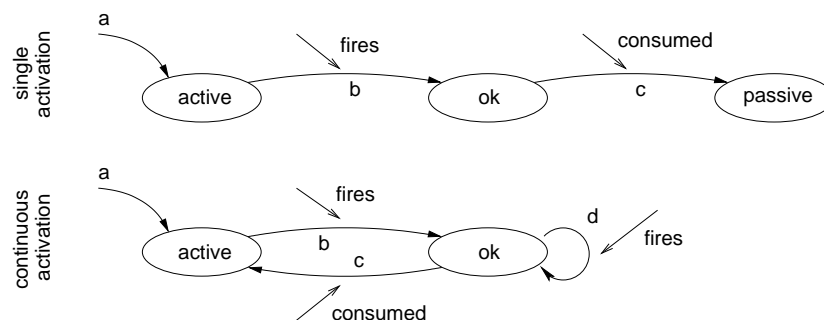 single
activation
a
fires
consumed
active
b
ok
c
passive
continuous
activation
a
fires
d
active
b
c
ok
fires
consumed